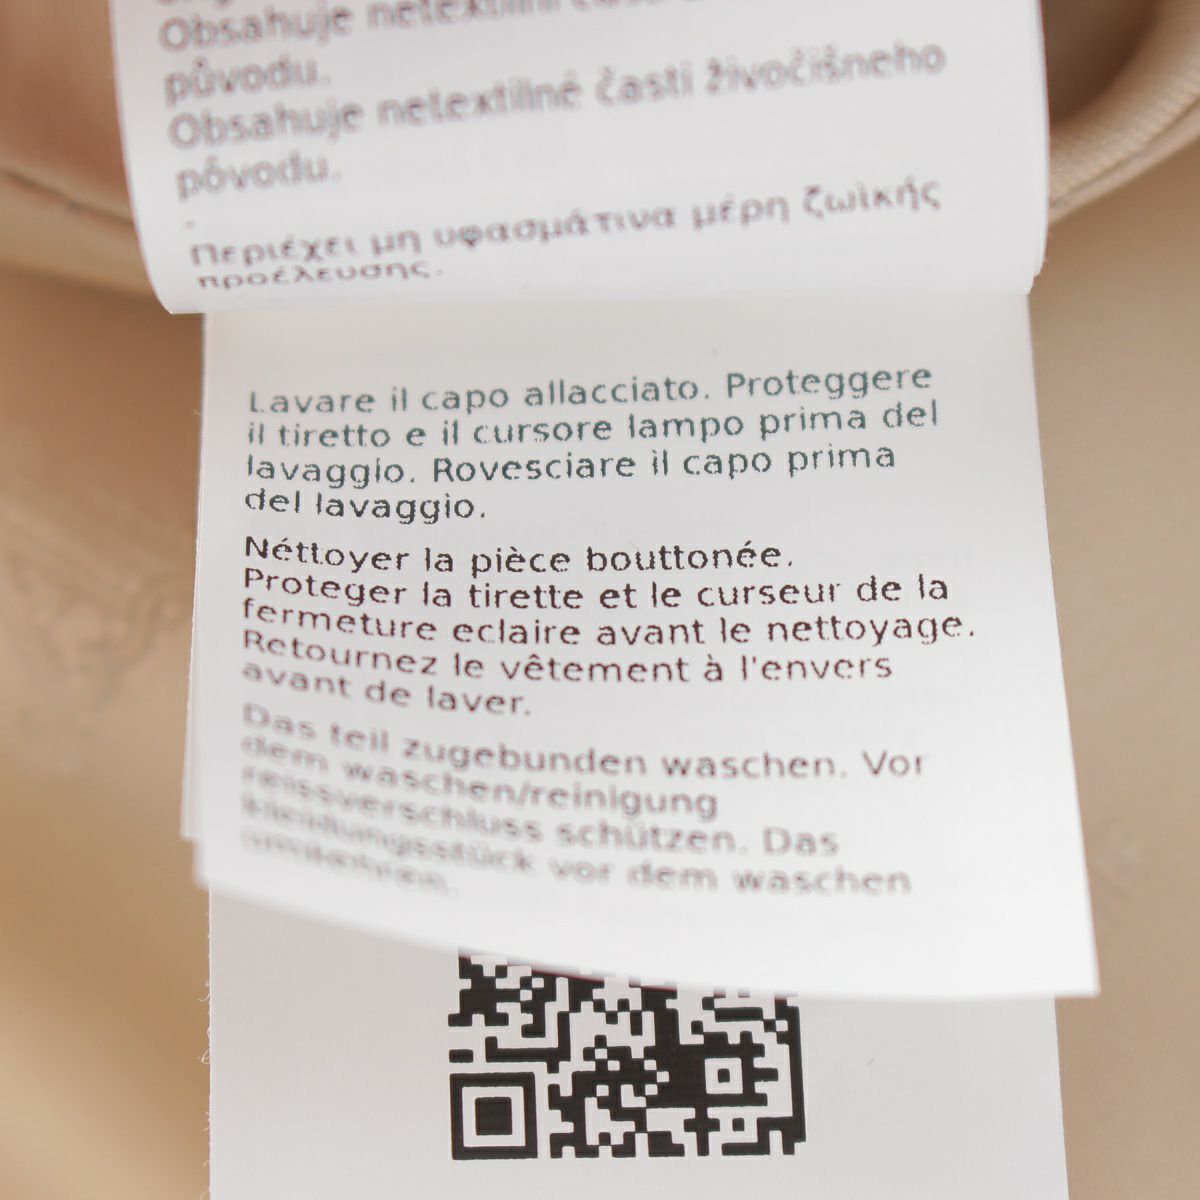 Obsahuje netextilní
původu.
Obsahuje netextilné časti živočíšneho
pôvodu.
-
Περιέχει μη υφασμάτινα μέρη ζωικής
προέλευσης.
Lavare il capo allacciato. Proteggere
il tiretto e il cursore lampo prima del
lavaggio. Rovesciare il capo prima
del lavaggio.
Néttoyer la pièce bouttonée.
Proteger la tirette et le curseur de la
fermeture eclaire avant le nettoyage.
Retournez le vêtement à l'envers
avant de laver.
Das teil zugebunden waschen. Vor
dem waschen/reinigung
reissverschluss schützen. Das
kleidungsstück vor dem waschen
umkehren.